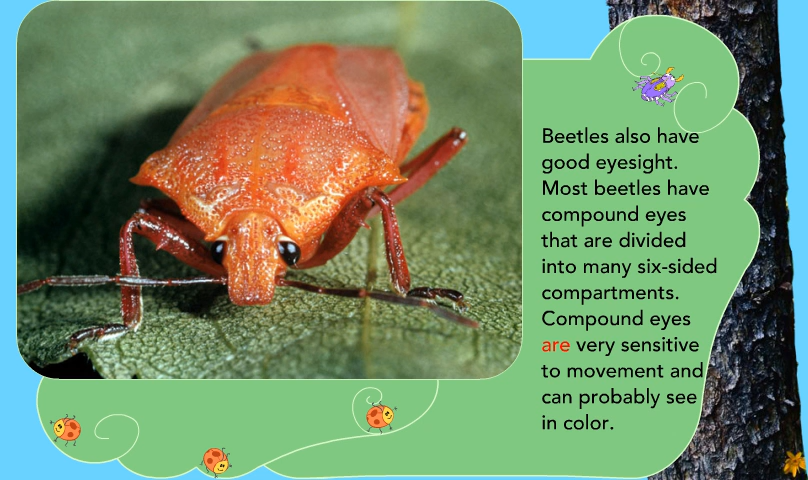 Beetles also have
good eyesight.
Most beetles have
compound eyes
that are divided
into many six-sided
compartments.
Compound eyes
are very sensitive
to movement and
can probably see
in color.